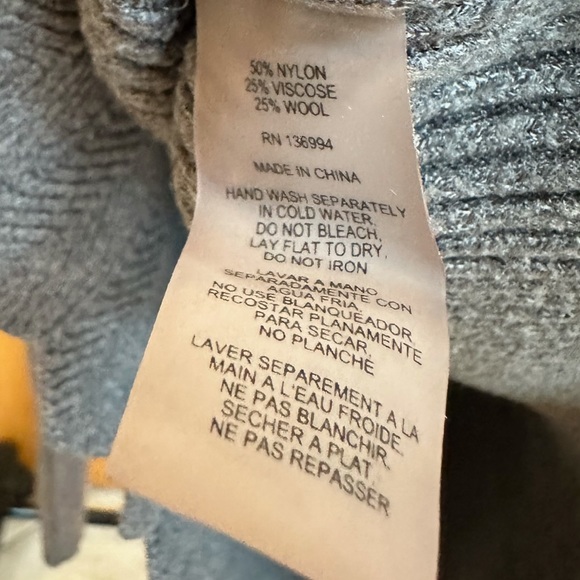 50% NYLON
25% VISCOSE
25% WOOL
RN 136994
MADE IN CHINA
HAND WASH SEPARATELY
IN COLD WATER,
DO NOT BLEACH,
LAY FLAT TO DRY,
DO NOT IRON
LAVAR A MANO
SEPARADAMENTE CON
AGUA FRIA,
NO USE BLANQUEADOR,
RECOSTAR PLANAMENTE
PARA SECAR,
NO PLANCHE
LAVER SEPAREMENT A LA
MAIN A L'EAU FROIDE,
NE PAS BLANCHIR,
SECHER A PLAT,
NE PAS REPASSER